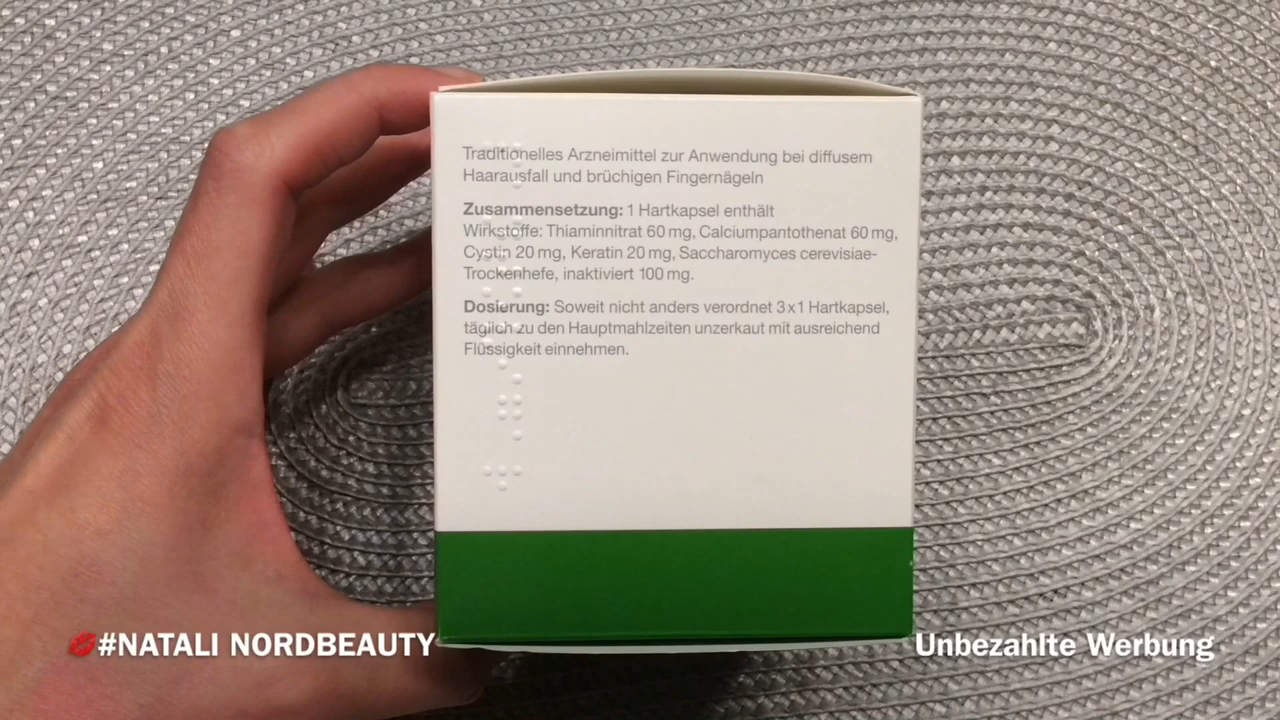 Traditionelles Arzneimittel zur Anwendung bei diffusem
Haarausfall und brüchigen Fingernägeln
Zusammensetzung: 1 Hartkapsel enthält
Wirkstoffe: Thiaminnitrat 60 mg, Calciumpantothenat 60 mg,
Cystin 20 mg, Keratin 20 mg, Saccharomyces cerevisiae-
Trockenhefe, inaktiviert 100 mg.
Dosierung: Soweit nicht anders verordnet 3 x 1 Hartkapsel,
täglich zu den Hauptmahlzeiten unzerkaut mit ausreichend
Flüssigkeit einnehmen.
💋#NATALI NORDBEAUTY
Unbezahlte Werbung